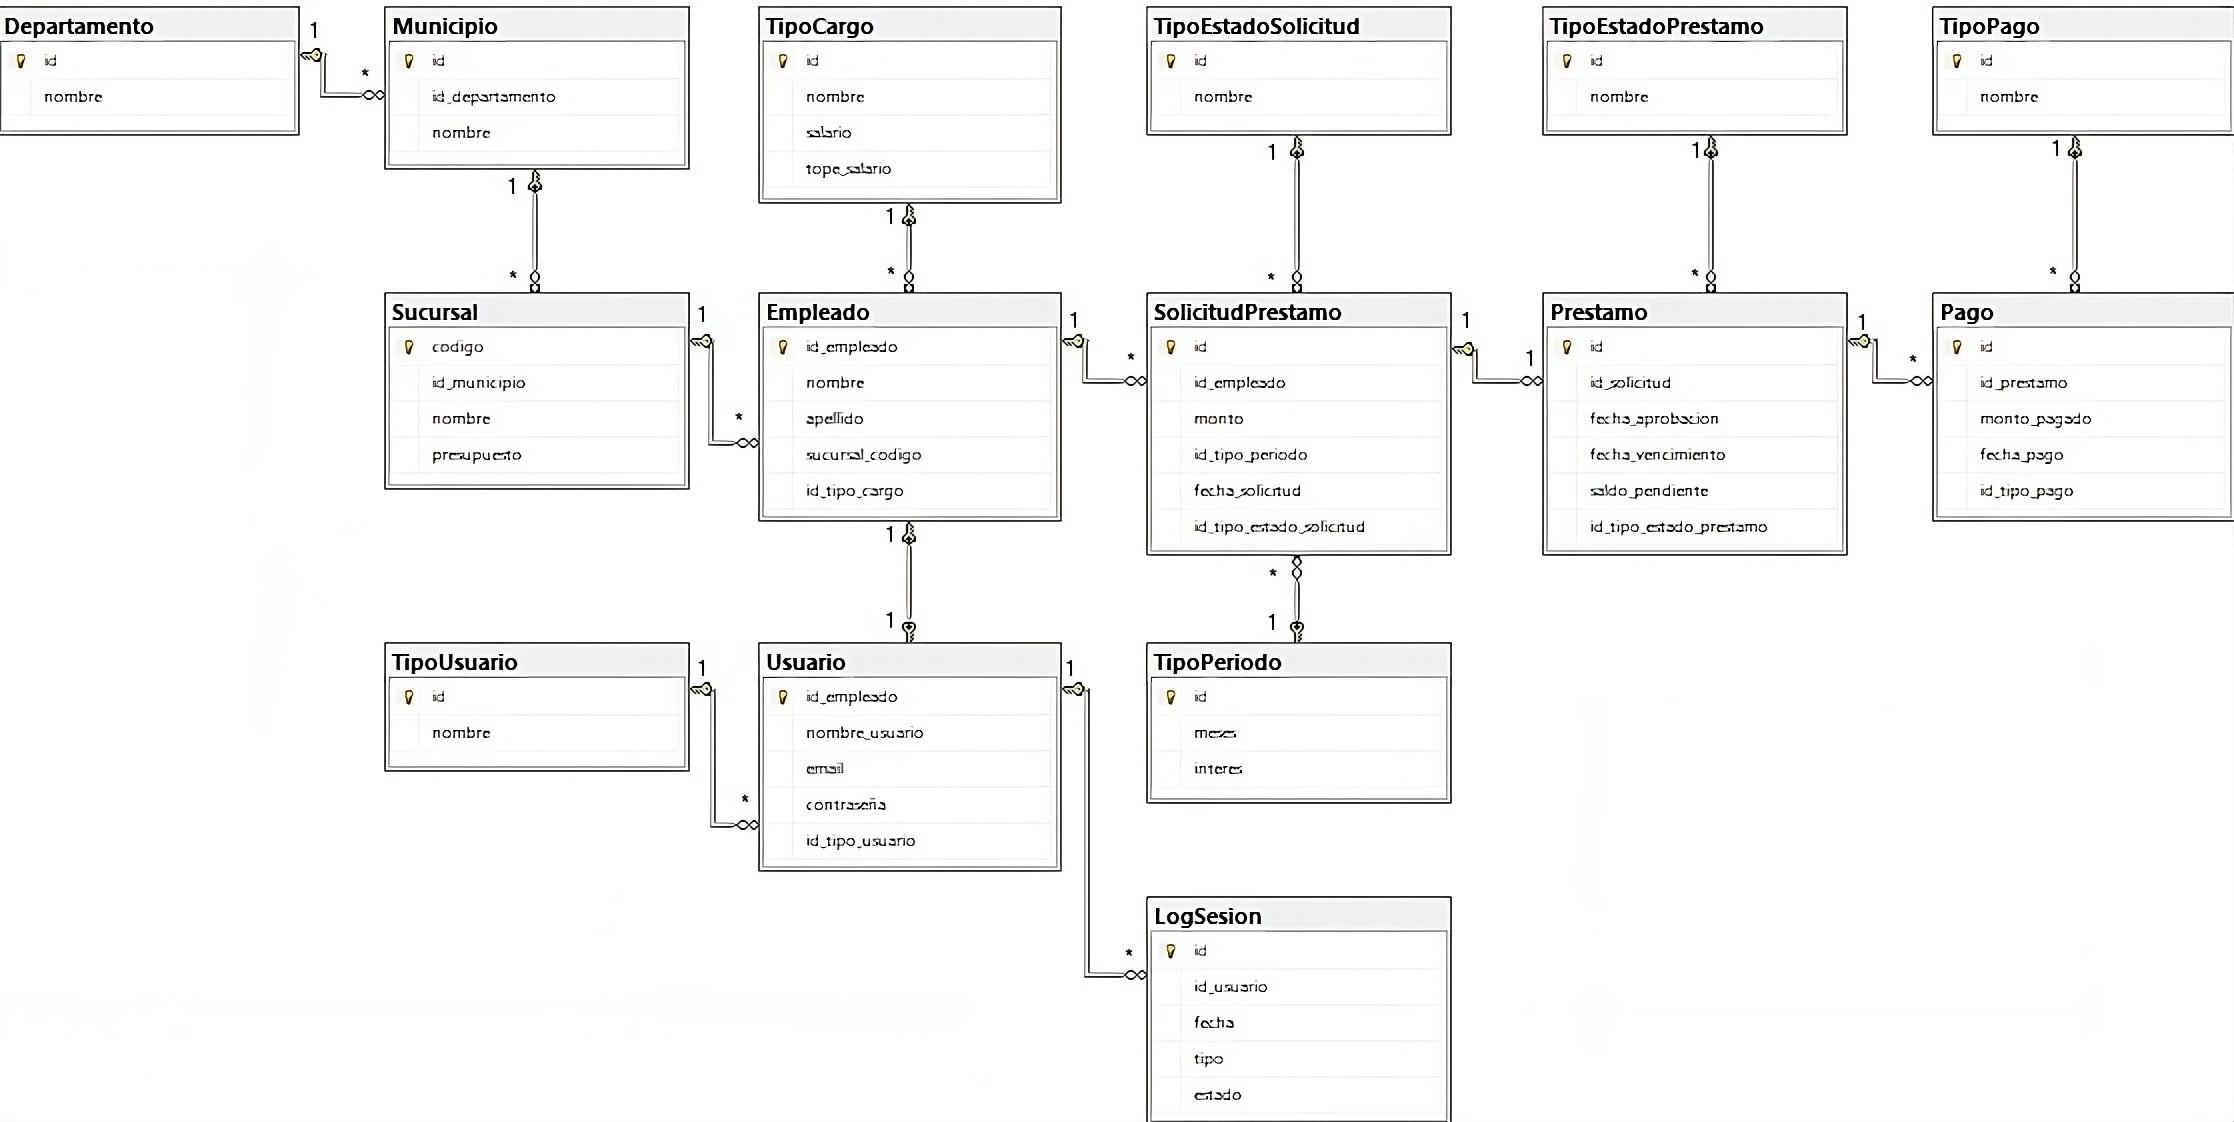 Departamento
id
nombre
1
*
Municipio
id
id_departamento
nombre
1
*
TipoCargo
id
nombre
salario
tope_salario
1
*
TipoEstadoSolicitud
id
nombre
1
*
TipoEstadoPrestamo
id
nombre
1
*
TipoPago
id
nombre
1
*
Sucursal
codigo
id_municipio
nombre
presupuesto
1
*
Empleado
id_empleado
nombre
apellido
sucursal_codigo
id_tipo_cargo
1
*
1
1
SolicitudPrestamo
id
id_empleado
monto
id_tipo_periodo
fecha_solicitud
id_tipo_estado_solicitud
1
1
*
1
Prestamo
id
id_solicitud
fecha_aprobacion
fecha_vencimiento
saldo_pendiente
id_tipo_estado_prestamo
1
*
Pago
id
id_prestamo
monto_pagado
fecha_pago
id_tipo_pago
TipoUsuario
id
nombre
1
*
Usuario
id_empleado
nombre_usuario
email
contraseña
id_tipo_usuario
1
*
TipoPeriodo
id
meses
interes
LogSesion
id
id_usuario
fecha
tipo
estado